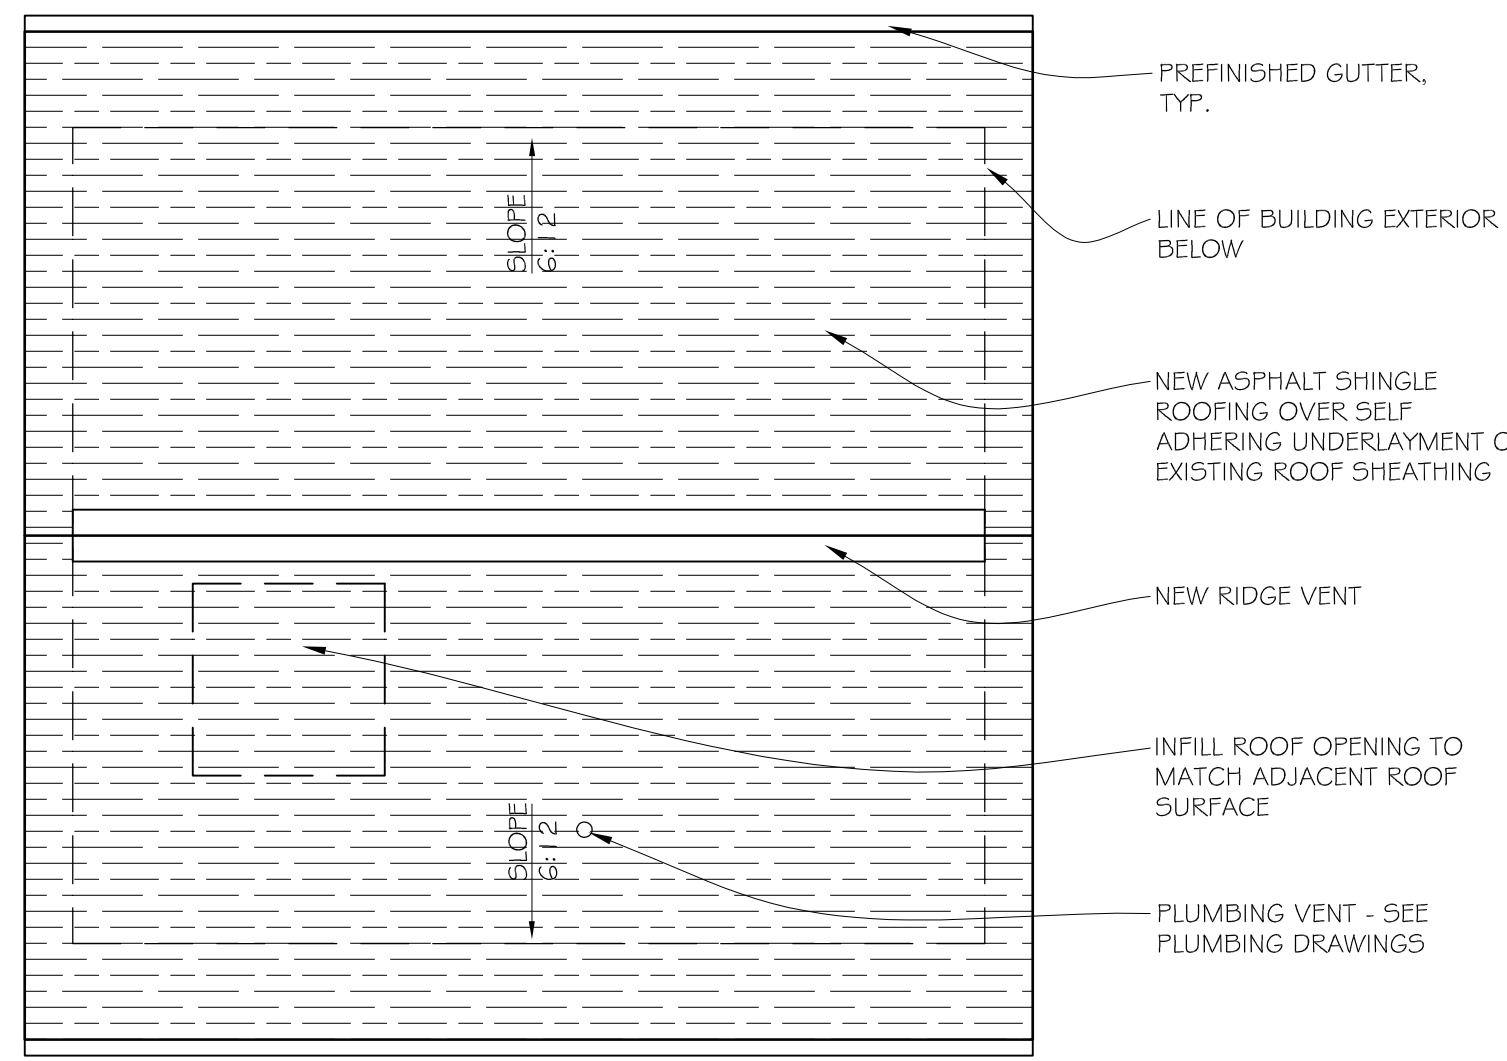 PREFINISHED GUTTER,
TYP.
SLOPE
6:12
LINE OF BUILDING EXTERIOR
BELOW
NEW ASPHALT SHINGLE
ROOFING OVER SELF
ADHERING UNDERLAYMENT
EXISTING ROOF SHEATHING
NEW RIDGE VENT
INFILL ROOF OPENING TO
MATCH ADJACENT ROOF
SURFACE
SLOPE
6:12
PLUMBING VENT - SEE
PLUMBING DRAWINGS